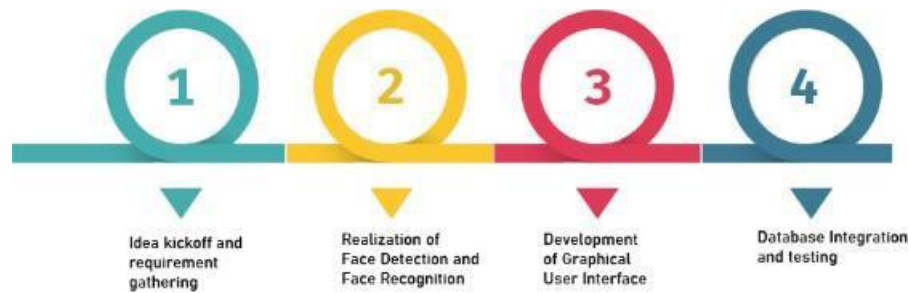 1
2
3
4
Idea kickoff and
requirement
gathering
Realization of
Face Detection and
Face Recognition
Development
of Graphical
User Interface
Database Integration
and testing